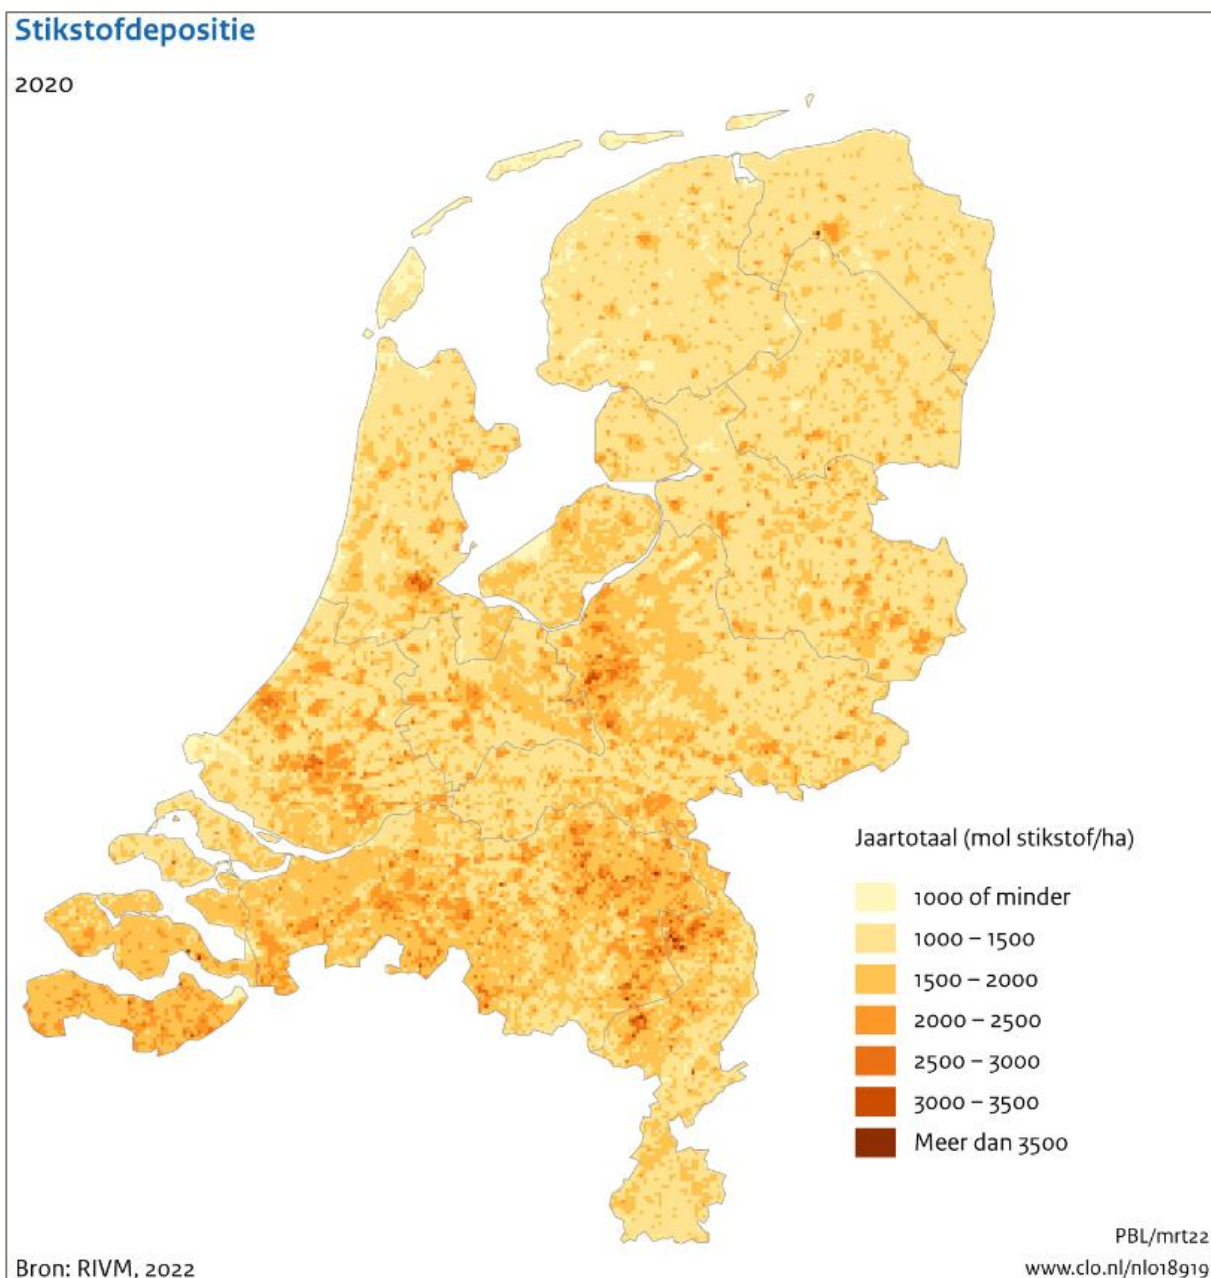 Stikstofdepositie
2020
Jaartotaal (mol stikstof/ha)
1000 of minder
1000 – 1500
1500 – 2000
2000 – 2500
2500 – 3000
3000 – 3500
Meer dan 3500
PBL/mrt22
Bron: RIVM, 2022
www.clo.nl/nl018919